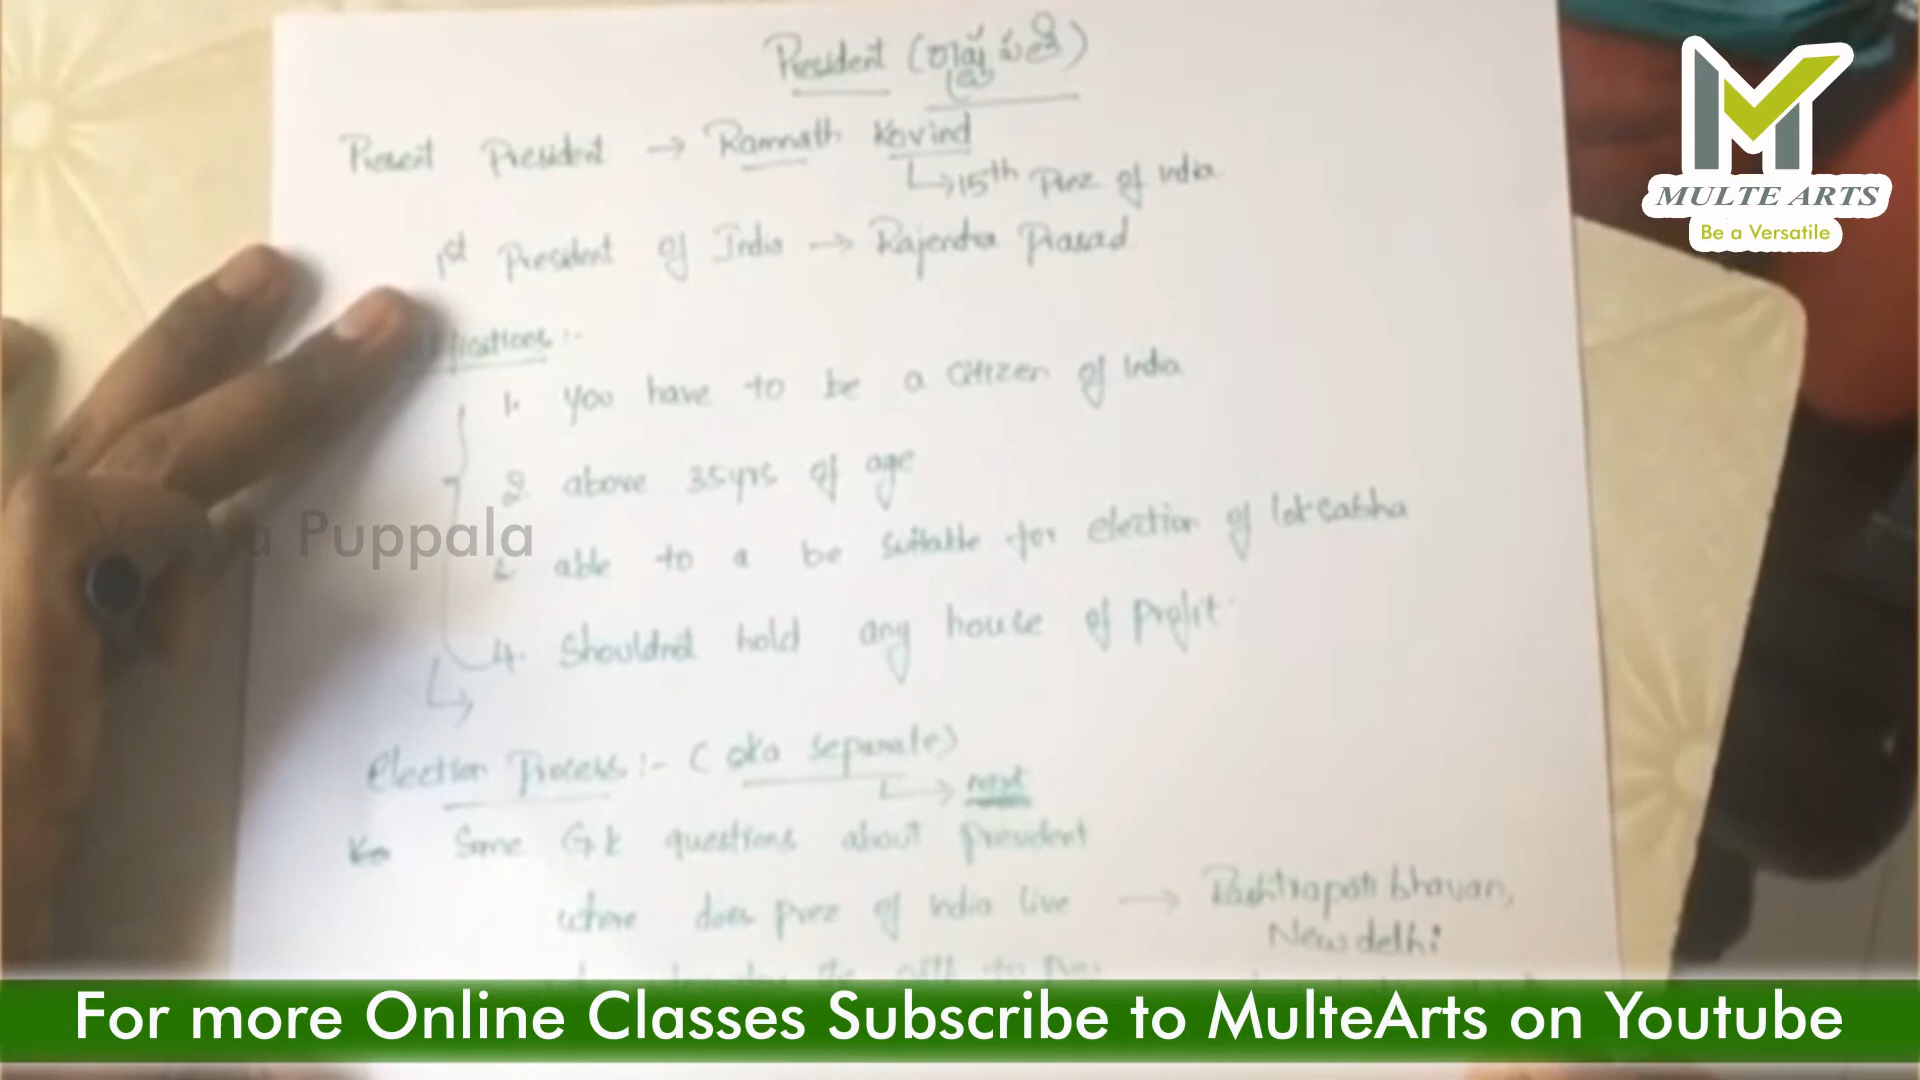 President (రాష్ట్రపతి)
Present President → Ramnath Kovind
↳ 15th Prez of India
1st President of India → Rajendra Prasad
ifications :-
1. You have to be a citizen of India
2. above 35yrs of age
able to a be suitable for election of loksabha
4. Shouldnot hold any house of profit
Election Process :- ( oka separate)
↳ next
Some Gk questions about president
where does prez of India live → Rashtrapati bhavan,
New delhi
to
Puppala
MULTE ARTS
Be a Versatile
For more Online Classes Subscribe to MulteArts on Youtube